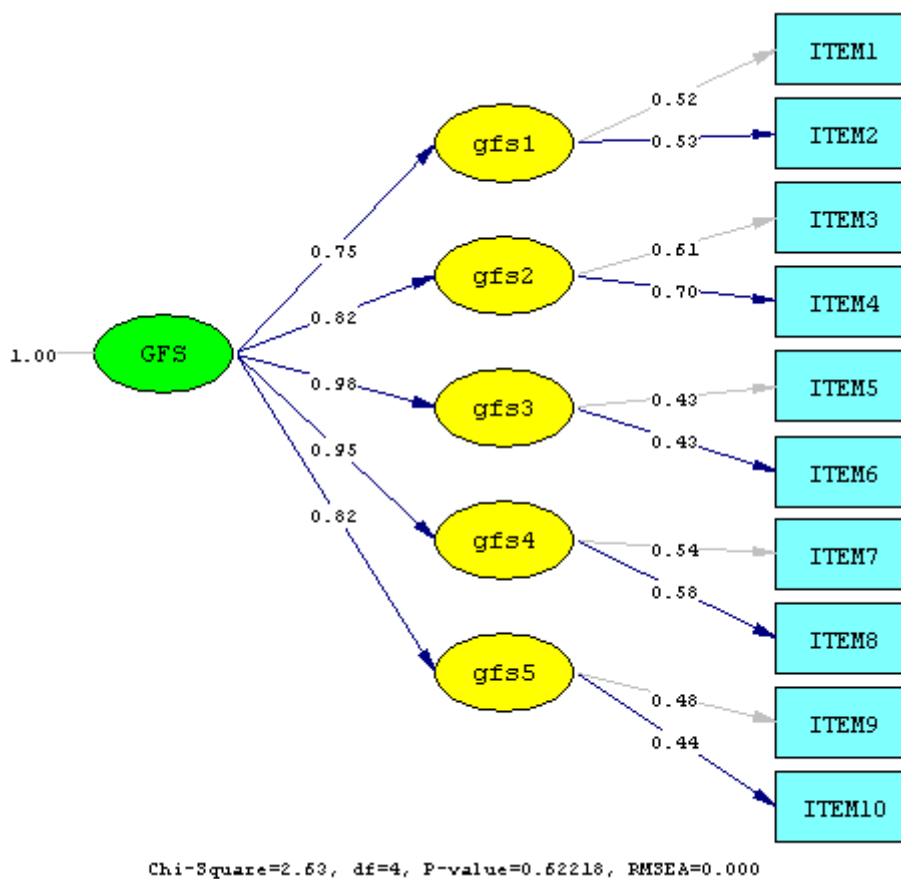 ITEM1
0.52
gfs1
ITEM2
0.53
ITEM3
0.75
0.61
gfs2
0.70
ITEM4
0.82
1.00
GFS
0.98
ITEM5
0.43
gfs3
0.43
ITEM6
0.95
0.82
gfs4
0.54
ITEM7
0.58
ITEM8
gfs5
0.48
ITEM9
0.44
ITEM10
Chi-Square=2.63, df=4, P-value=0.62218, RMSEA=0.000